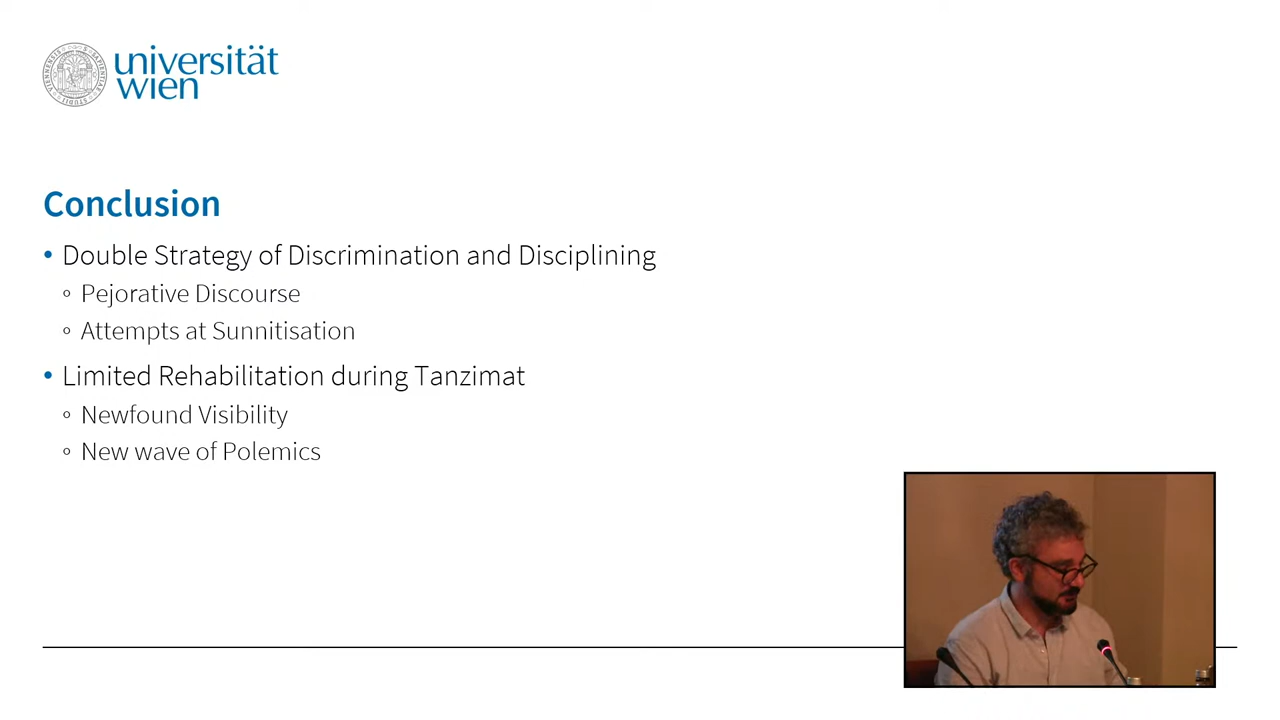 universität
wien
Conclusion
• Double Strategy of Discrimination and Disciplining
◦ Pejorative Discourse
◦ Attempts at Sunnitisation
• Limited Rehabilitation during Tanzimat
◦ Newfound Visibility
◦ New wave of Polemics